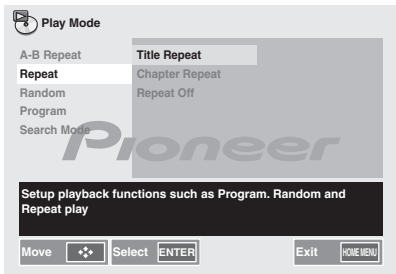 Play Mode
A-B Repeat
Repeat
Random
Program
Search Mode
Title Repeat
Chapter Repeat
Repeat Off
Pioneer
Setup playback functions such as Program. Random and
Repeat play
Move
Select ENTER
Exit HOME MENU